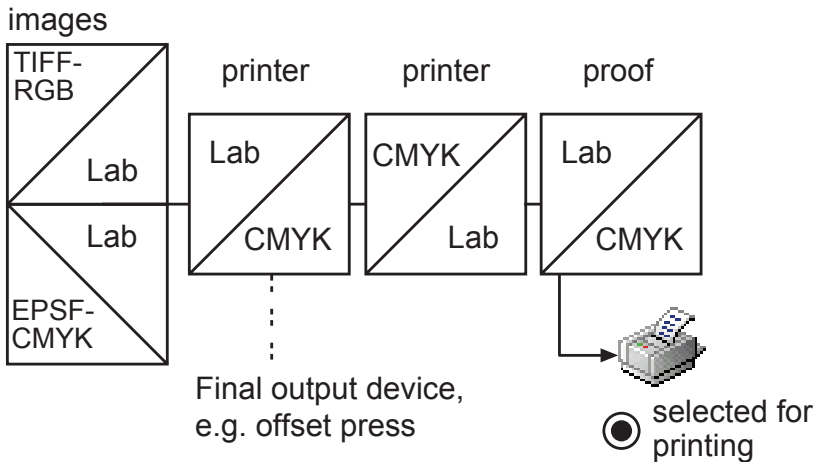 images
TIFF-
RGB
Lab
Lab
EPSF-
CMYK
printer
Lab
CMYK
printer
CMYK
Lab
proof
Lab
CMYK
Final output device,
e.g. offset press
selected for
printing